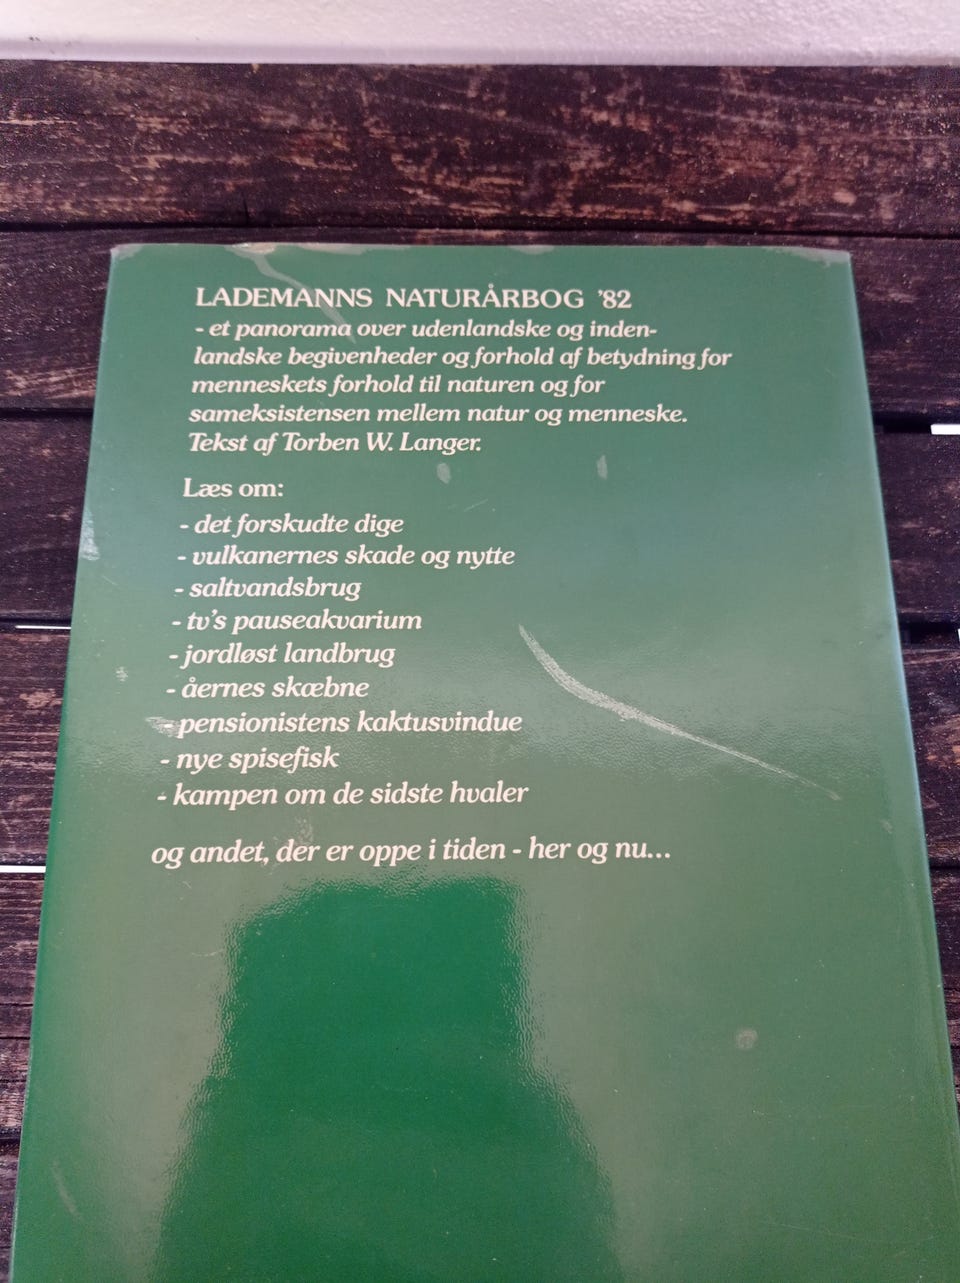 LADEMANNS NATURÅRBOG '82
- et panorama over udenlandske og inden-
landske begivenheder og forhold af betydning for
menneskets forhold til naturen og for
sameksistensen mellem natur og menneske.
Tekst af Torben W. Langer.
Læs om:
- det forskudte dige
- vulkanernes skade og nytte
- saltvandsbrug
- tv's pauseakvarium
- jordløst landbrug
- åernes skæbne
- pensionistens kaktusvindue
- nye spisefisk
- kampen om de sidste hvaler
og andet, der er oppe i tiden - her og nu...